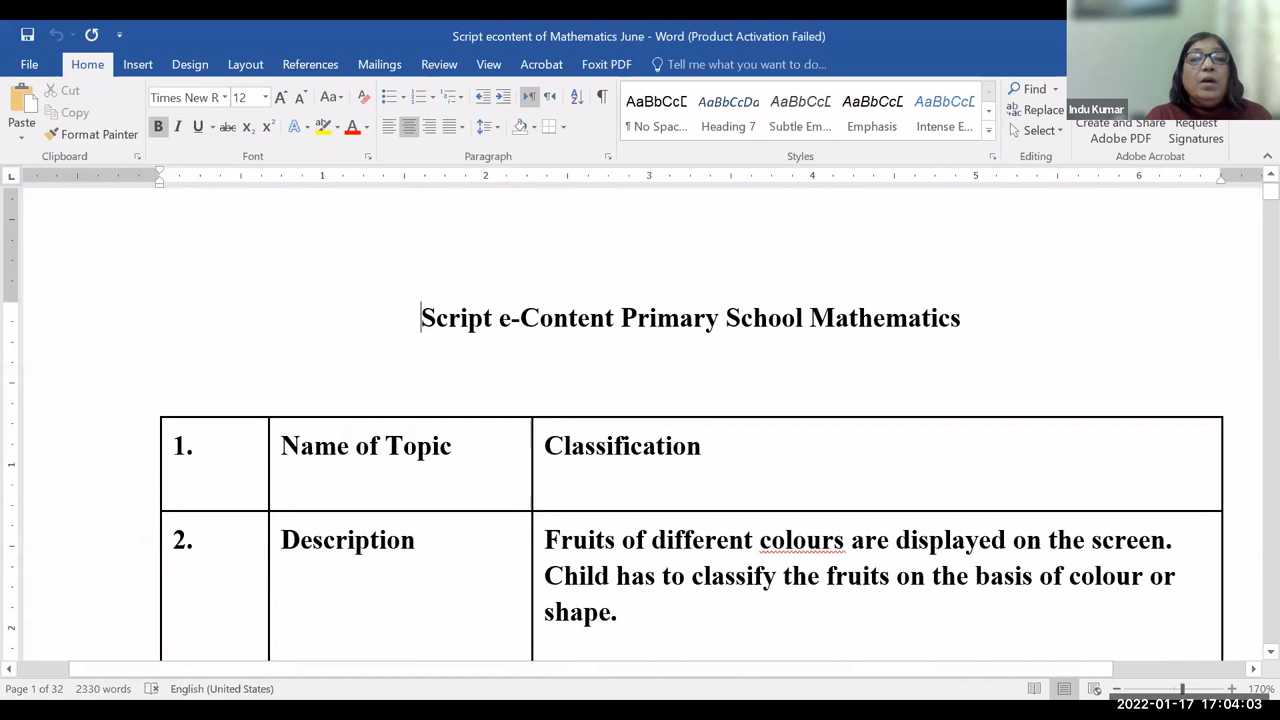 Script econtent of Mathematics June - Word (Product Activation Failed)
File Home Insert Design Layout References Mailings Review View Acrobat Foxit PDF Tell me what you want to do...
Cut
Copy
Format Painter
Paste
Times New R 12
AaBbCcD AaBbCcDa AaBbCcD AaBbCcD AaBbCcD
¶ No Spac... Heading 7 Subtle Em... Emphasis Intense E...
Find
Replace
Select
Create and Share
Adobe PDF
Request
Signatures
Indu Kumar
Clipboard Font Paragraph Styles Editing Adobe Acrobat
1 2 3 4 5 6
Script e-Content Primary School Mathematics
1. Name of Topic Classification
2. Description Fruits of different colours are displayed on the screen.
Child has to classify the fruits on the basis of colour or
shape.
Page 1 of 32 2330 words English (United States) 170%
2022-01-17 17:04:03